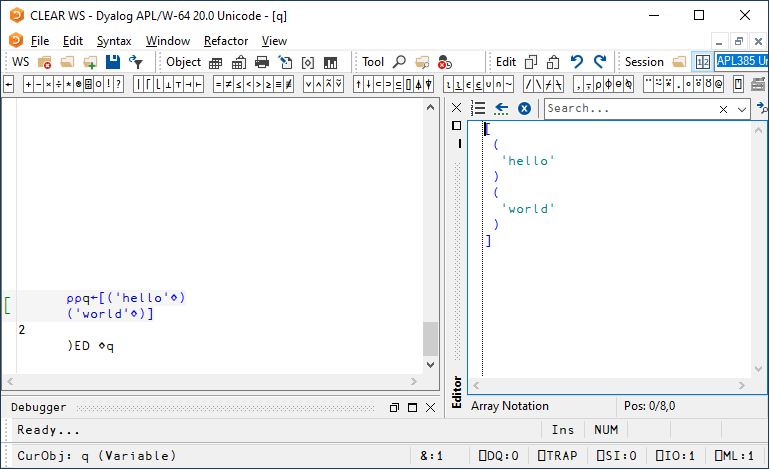 CLEAR WS - Dyalog APL/W-64 20.0 Unicode - [q]
File Edit Syntax Window Refactor View
WS Object Tool Edit Session APL385 Un
← + - × ÷ * ⍟ ⌹ ○ ! ? | ⌈ ⌊ ⊥ ⊤ ⊣ ⊢ = ≠ ≤ < > ≥ ≡ ≢ ∨ ∧ ⍲ ⍱ ↑ ↓ ⊂ ⊃ ⊆ ⌷ ⍋ ⍒ ⍳ ⍸ ∊ ⍷ ∪ ∩ ~ / \ ⌿ ⍀ , ⍪ ⍴ ⌽ ⊖ ⍉ ¨ ⍨ ⍣ . ∘ ⍤ ⍥ @ ⎕
Search...
[
(
'hello'
)
(
'world'
)
]
⍴⍴q←[('hello'⋄)
('world'⋄)]
2
)ED ⋄q
Editor
Debugger
Array Notation Pos: 0/8,0
Ready... Ins NUM
CurObj: q (Variable) &:1 ⎕DQ:0 ⎕TRAP ⎕SI:0 ⎕IO:1 ⎕ML:1